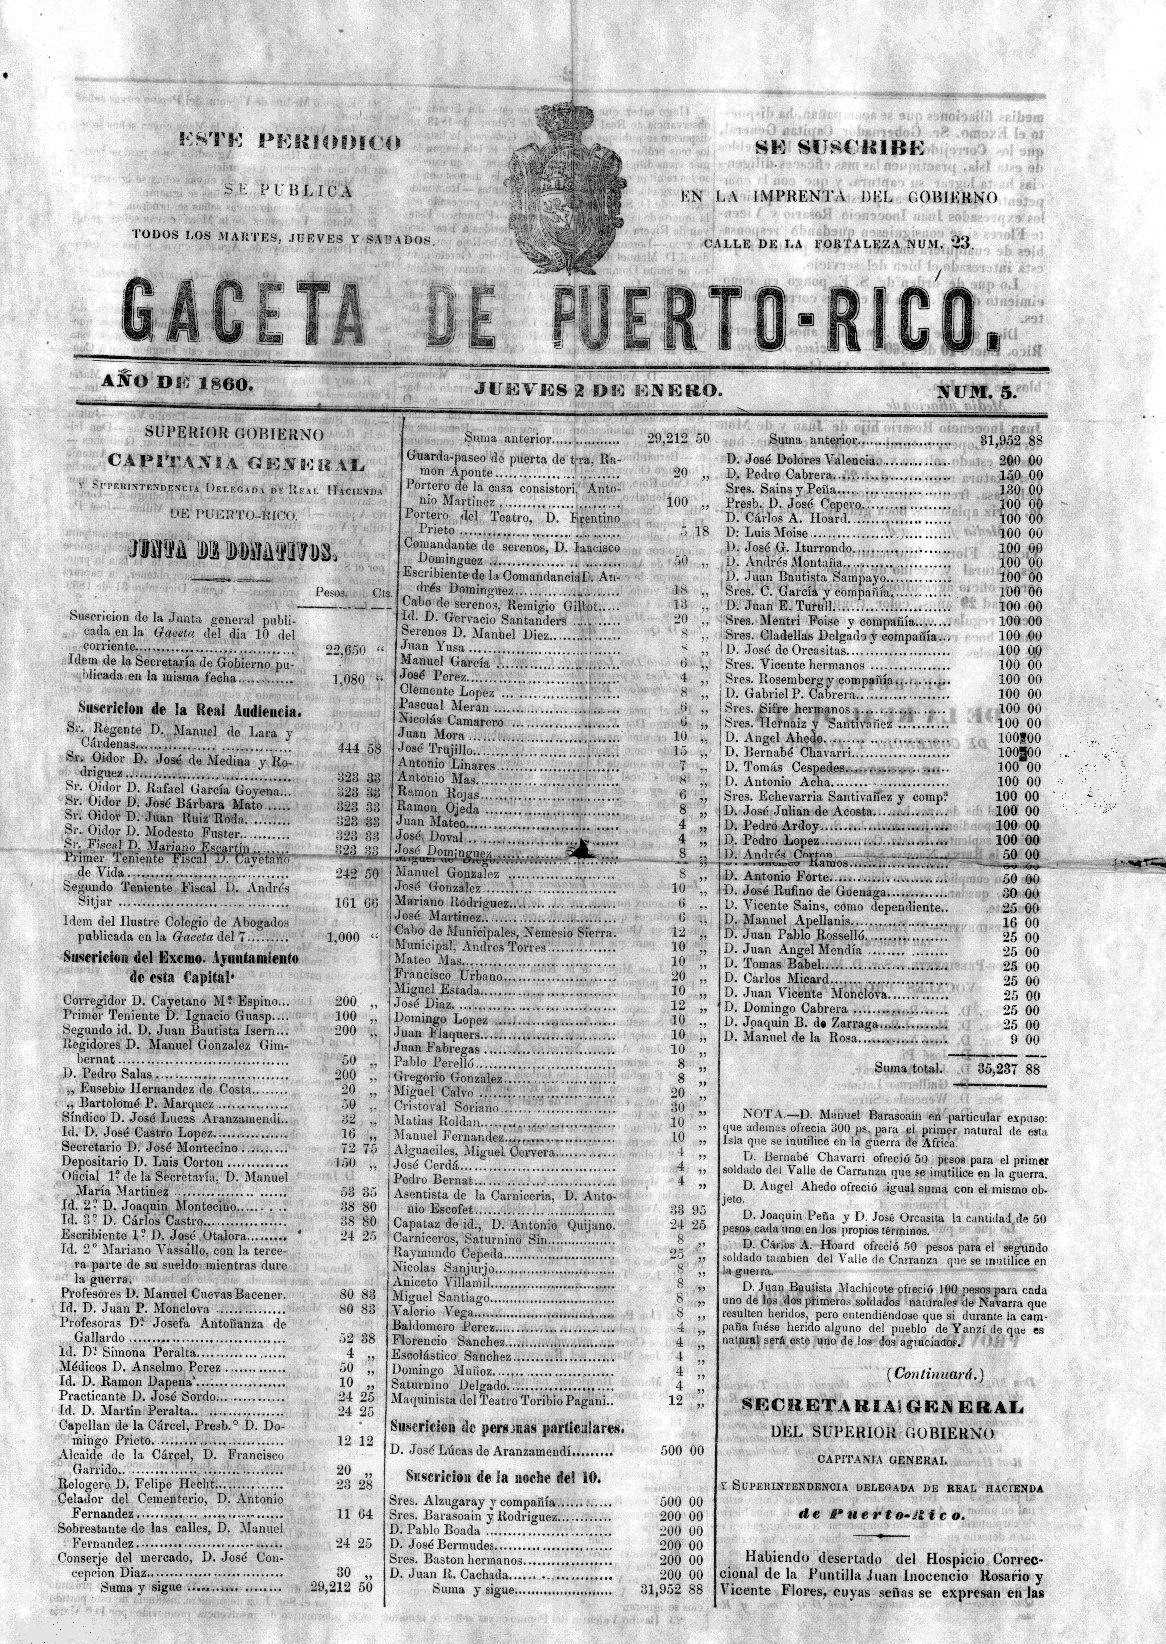 ESTE PERIODICO
SE PUBLICA
TODOS LOS MARTES, JUEVES Y SABADOS.
SE SUSCRIBE
EN LA IMPRENTA DEL GOBIERNO
CALLE DE LA FORTALEZA NUM. 23.
GACETA DE PUERTO-RICO.
AÑO DE 1860. JUEVES 2 DE ENERO. NUM. 5.
SUPERIOR GOBIERNO
CAPITANIA GENERAL
Y SUPERINTENDENCIA DELEGADA DE REAL HACIENDA
DE PUERTO-RICO.
JUNTA DE DONATIVOS.
Pesos. Cts.
Suscricion de la Junta general publi-
cada en la Gaceta del dia 10 del
corriente.......... 22,650 "
Idem de la Secretaría de Gobierno pu-
blicada en la misma fecha.......... 1,080 "
Suscricion de la Real Audiencia.
Sr. Regente D. Manuel de Lara y
Cárdenas.......... 444 58
Sr. Oidor D. José de Medina y Ro-
driguez.......... 323 33
Sr. Oidor D. Rafael García Goyena... 323 33
Sr. Oidor D. José Bárbara Mato ..... 323 33
Sr. Oidor D. Juan Ruiz Roda......... 323 33
Sr. Oidor D. Modesto Fuster.......... 323 33
Sr. Fiscal D. Mariano Escartin.. 323 33
Primer Teniente Fiscal D. Cayetano
de Vida.......... 242 50
Segundo Teniente Fiscal D. Andrés
Sitjar .......... 161 66
Idem del Ilustre Colegio de Abogados
publicada en la Gaceta del 7......... 1,000 "
Suscricion del Excmo. Ayuntamiento
de esta Capital.
Corregidor D. Cayetano Mª Espino... 200 „
Primer Teniente D. Ignacio Guasp.... 100 „
Segundo id. D. Juan Bautista Isern... 200 „
Regidores D. Manuel Gonzalez Gim-
bernat .......... 50 „
D. Pedro Salas .......... 200 „
„ Eusebio Hernandez de Costa........ 20 „
„ Bartolomé P. Marquez .......... 50 „
Síndico D. José Lucas Aranzamendi.. 32 „
Id. D. José Castro Lopez.......... 16 „
Secretario D. José Montecino ......... 72 75
Depositario D. Luis Corton ............ 150 „
Oficial 1º de la Secretaría, D. Manuel
María Martinez .......... 53 35
Id. 2º D. Joaquin Montecino.......... 38 80
Id. 3º D. Cárlos Castro.......... 38 80
Escribiente 1º D. José Otalora......... 24 25
Id. 2º Mariano Vassallo, con la terce-
ra parte de su sueldo mientras dure
la guerra.
Profesores D. Manuel Cuevas Bacener. 80 83
Id. D. Juan P. Monclova .............. 80 83
Profesoras Dª Josefa Antoñanza de
Gallardo .......... 52 38
Id. Dª Simona Peralta.......... 4 „
Médicos D. Anselmo Perez .......... 50 „
Id. D. Ramon Dapena.......... 10 „
Practicante D. José Sordo.......... 24 25
Id. D. Martin Peralta.......... 24 25
Capellan de la Cárcel, Presb.º D. Do-
mingo Prieto.......... 12 12
Alcaide de la Cárcel, D. Francisco
Garrido.......... 20 „
Relogero D. Felipe Hecht.......... 23 28
Celador del Cementerio, D. Antonio
Fernandez .......... 11 64
Sobrestante de las calles, D. Manuel
Fernandez.......... 24 25
Conserje del mercado, D. José Con-
cepcion Diaz.......... 30 „
Suma y sigue .......... 29,212 50
Suma anterior.......... 29,212 50
Guarda-paseo de puerta de tra, Ra-
mon Aponte .......... 20 „
Portero de la casa consistori, Anto-
nio Martinez .......... 100 „
Portero del Teatro, D. Frentino
Prieto.......... 5 18
Comandante de serenos, D. Fancisco
Dominguez .......... 50 „
Escribiente de la Comandancia D. An-
drés Dominguez.......... 18 „
Cabo de serenos, Remigio Gillot..... 13 „
Id. D. Gervacio Santanders .......... 20 „
Serenos D. Manuel Diez.......... 8 „
Juan Yusa .......... 8 „
Manuel García .......... 6 „
José Perez.......... 4 „
Clemente Lopez .......... 8 „
Pascual Meran .......... 6 „
Nicolás Camarero .......... 6 „
Juan Mora .......... 10 „
José Trujillo.......... 15 „
Antonio Linares .......... 7 „
Antonio Mas.......... 8 „
Ramon Rojas .......... 6 „
Ramon Ojeda .......... 8 „
Juan Mateo.......... 4 „
José Doval .......... 4 „
José Dominguez.......... 8 „
Manuel Gonzalez .......... 8 „
José Gonzalez .......... 10 „
Mariano Rodriguez.......... 6 „
José Martinez.......... 6 „
Cabo de Municipales, Nemesio Sierra. 12 „
Municipal, Andres Torres .......... 10 „
Mateo Mas.......... 10 „
Francisco Urbano.......... 20 „
Miguel Estada.......... 10 „
José Diaz.......... 12 „
Domingo Lopez .......... 10 „
Juan Flaquers.......... 10 „
Juan Fabregas .......... 10 „
Pablo Perelló.......... 8 „
Gregorio Gonzalez.......... 8 „
Miguel Calvo .......... 20 „
Cristoval Soriano .......... 30 „
Matias Roldan.......... 10 „
Manuel Fernandez.......... 10 „
Alguaciles, Miguel Cervera.......... 4 „
José Cerdá.......... 4 „
Pedro Bernat.......... 4 „
Asentista de la Carnicería, D. Anto-
nio Escofet .......... 33 95
Capataz de id., D. Antonio Quijano. 24 25
Carniceros, Saturnino Sin.......... 8 „
Raymundo Cepeda.......... 25 „
Nicolas Sanjurjo.......... 8 „
Aniceto Villamil.......... 8 „
Miguel Santiago.......... 8 „
Valerio Vega.......... 8 „
Baldomero Perez.......... 4 „
Florencio Sanchez.......... 4 „
Escolástico Sanchez.......... 4 „
Domingo Muñoz.......... 4 „
Saturnino Delgado.......... 4 „
Maquinista del Teatro Toribio Pagani.. 12 „
Suscricion de personas particulares.
D. José Lúcas de Aranzamendí......... 500 00
Suscricion de la noche del 10.
Sres. Alzugaray y compañía........... 500 00
Sres. Barasoain y Rodriguez........... 200 00
D. Pablo Boada .......... 200 00
D. José Bermudes.......... 200 00
Sres. Baston hermanos.......... 200 00
D. Juan R. Cachada.......... 200 00
Suma y sigue.......... 31,952 88
Suma anterior.......... 31,952 88
D. José Dolores Valencia.......... 200 00
D. Pedro Cabrera.......... 150 00
Sres. Sains y Peña.......... 130 00
Presb. D. José Cepero.......... 100 00
D. Cárlos A. Hoard.......... 100 00
D: Luis Moise .......... 100 00
D. José G. Iturrondo.......... 100 00
D. Andrés Montaña.......... 100 00
D. Juan Bautista Sampayo.......... 100 00
Sres. C. García y compañía.......... 100 00
D. Juan E. Turull.......... 100 00
Sres. Mentri Foise y compañía....... 100 00
Sres. Cladellas Delgado y compañía... 100 00
D. José de Orcasitas.......... 100 00
Sres. Vicente hermanos .......... 100 00
Sres. Rosemberg y compañía.......... 100 00
D. Gabriel P. Cabrera.......... 100 00
Sres. Sifre hermanos.......... 100 00
Sres. Hernaiz y Santivañez .......... 100 00
D. Angel Ahedo.......... 100 00
D. Bernabé Chavarri.......... 100 00
D. Tomás Cespedes.......... 100 00
D. Antonio Acha.......... 100 00
Sres. Echevarria Santivañez y comp.ª 100 00
D. José Julian de Acosta.......... 100 00
D. Pedro Ardoy.......... 100 00
D. Pedro Lopez.......... 100 00
D. Andrés Corton.......... 50 00
Ramos.......... 50 00
D. Antonio Forte.......... 50 00
D. José Rufino de Goenaga.......... 30 00
D. Vicente Sains, como dependiente.. 25 00
D. Manuel Apellanis.......... 16 00
D. Juan Pablo Rosselló.......... 25 00
D. Juan Angel Mendía .......... 25 00
D. Tomas Babel.......... 25 00
D. Carlos Micard.......... 25 00
D. Juan Vicente Monclova.......... 25 00
D. Domingo Cabrera .......... 25 00
D. Joaquin B. de Zarraga.......... 25 00
D. Manuel de la Rosa.......... 9 00
Suma total. 35,237 88
NOTA.—D. Manuel Barasoain en particular expuso:
que ademas ofrecia 300 ps. para el primer natural de esta
Isla que se inutilice en la guerra de Africa.
D. Bernabé Chavarri ofreció 50 pesos para el primer
soldado del Valle de Carranza que se inutilice en la guerra.
D. Angel Ahedo ofreció igual suma con el mismo ob-
jeto.
D. Joaquin Peña y D. José Orcasita la cantidad de 50
pesos cada uno en los propios términos.
D. Cárlos A. Hoard ofreció 50 pesos para el segundo
soldado tambien del Valle de Carranza que se inutilice en
la guerra.
D. Juan Bautista Machicote ofreció 100 pesos para cada
uno de los dos primeros soldados naturales de Navarra que
resulten heridos, pero entendiéndose que si durante la cam-
paña fuése herido alguno del pueblo de Yanzi de que es
natural será este uno de los dos agraciados.
(Continuará.)
SECRETARIA GENERAL
DEL SUPERIOR GOBIERNO
CAPITANIA GENERAL
Y SUPERINTENDENCIA DELEGADA DE REAL HACIENDA
de Puerto-Rico.
Habiendo desertado del Hospicio Correc-
cional de la Puntilla Juan Inocencio Rosario y
Vicente Flores, cuyas señas se expresan en las